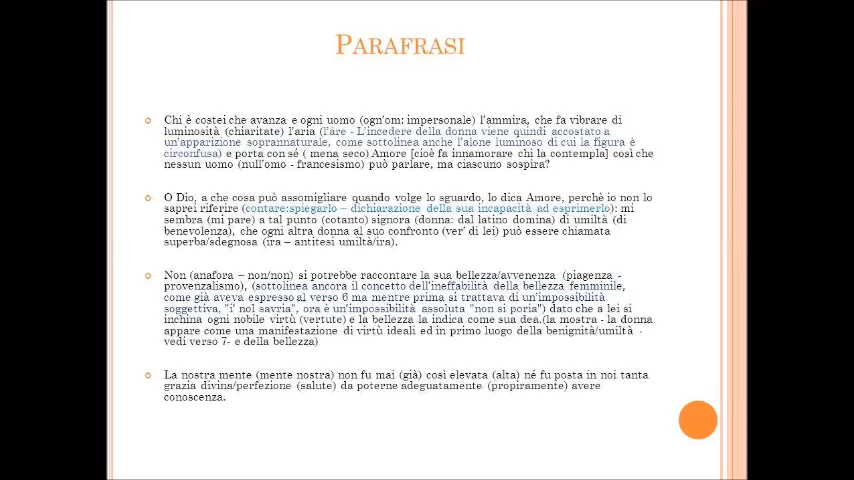 PARAFRASI
Chi è costei che avanza e ogni uomo (ogn'om: impersonale) l'ammira, che fa vibrare di
luminosità (chiaritate) l'aria (l'âre - L'incedere della donna viene quindi accostato a
un'apparizione soprannaturale, come sottolinea anche l'alone luminoso di cui la figura è
circonfusa) e porta con sé ( mena seco) Amore [cioè fa innamorare chi la contempla] così che
nessun uomo (null'omo - francesismo) può parlare, ma ciascuno sospira?
O Dio, a che cosa può assomigliare quando volge lo sguardo, lo dica Amore, perchè io non lo
saprei riferire (contare:spiegarlo – dichiarazione della sua incapacità ad esprimerlo): mi
sembra (mi pare) a tal punto (cotanto) signora (donna: dal latino domina) di umiltà (di
benevolenza), che ogni altra donna al suo confronto (ver' di lei) può essere chiamata
superba/sdegnosa (ira – antitesi umiltà/ira).
Non (anafora – non/non) si potrebbe raccontare la sua bellezza/avvenenza (piagenza -
provenzalismo), (sottolinea ancora il concetto dell'ineffabilità della bellezza femminile,
come già aveva espresso al verso 6 ma mentre prima si trattava di un'impossibilità
soggettiva, "i' nol savria", ora è un'impossibilità assoluta "non si poria") dato che a lei si
inchina ogni nobile virtù (vertute) e la bellezza la indica come sua dea.(la mostra - la donna
appare come una manifestazione di virtù ideali ed in primo luogo della benignità/umiltà -
vedi verso 7- e della bellezza)
La nostra mente (mente nostra) non fu mai (già) così elevata (alta) né fu posta in noi tanta
grazia divina/perfezione (salute) da poterne adeguatamente (propiamente) avere
conoscenza.